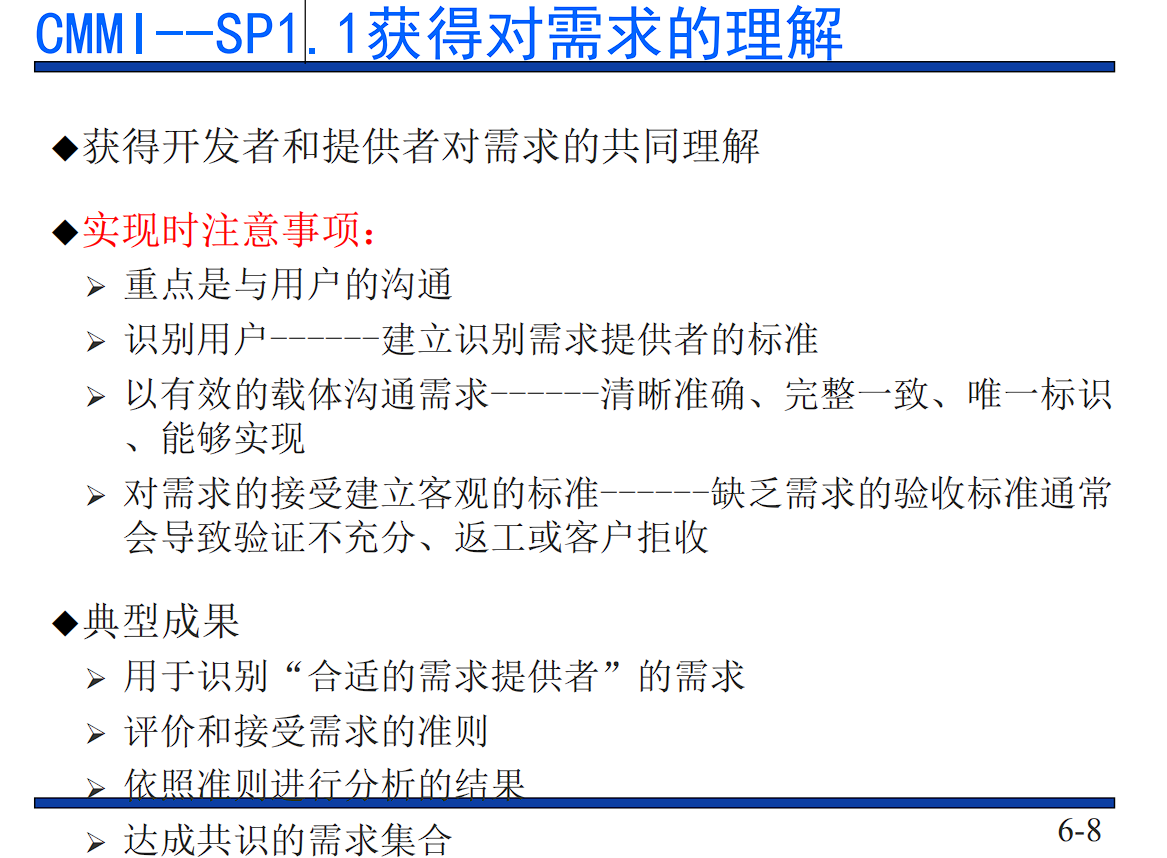 CMMI--SP1.1获得对需求的理解
◆获得开发者和提供者对需求的共同理解
◆实现时注意事项:
➢ 重点是与用户的沟通
➢ 识别用户------建立识别需求提供者的标准
➢ 以有效的载体沟通需求------清晰准确、完整一致、唯一标识
、能够实现
➢ 对需求的接受建立客观的标准------缺乏需求的验收标准通常
会导致验证不充分、返工或客户拒收
◆典型成果
➢ 用于识别“合适的需求提供者”的需求
➢ 评价和接受需求的准则
➢ 依照准则进行分析的结果
➢ 达成共识的需求集合
6-8